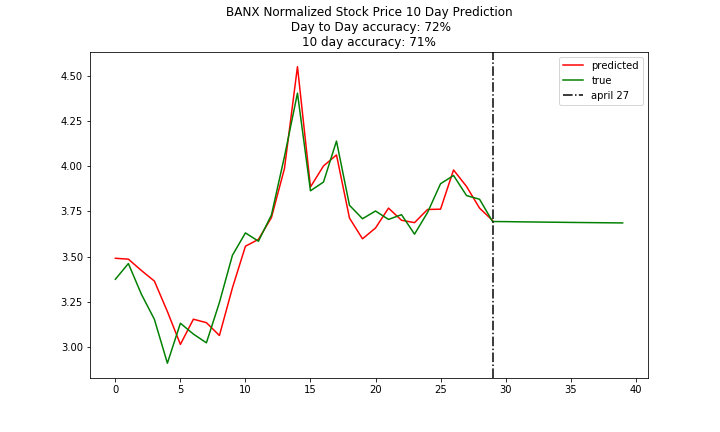 BANX Normalized Stock Price 10 Day Prediction
Day to Day accuracy: 72%
10 day accuracy: 71%
predicted
true
april 27
4.50
4.25
4.00
3.75
3.50
3.25
3.00
0 5 10 15 20 25 30 35 40